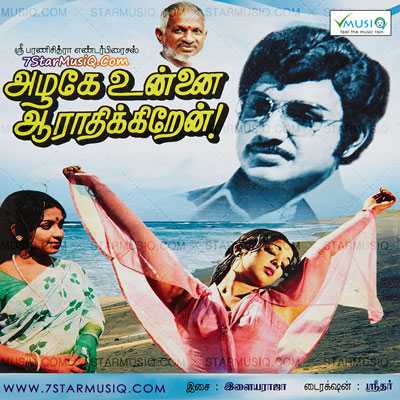 ஸ்ரீ பரணிசித்ரா எண்டர்பிரைசஸ்
7StarMusiQ.Com
அழகே உன்னை
ஆராதிக்கிறேன்!
VMUSIQ
feel the music rain
WWW.7STARMUSIQ.COM
இசை : இளையராஜா
டைரக்‌ஷன் : ஸ்ரீதர்